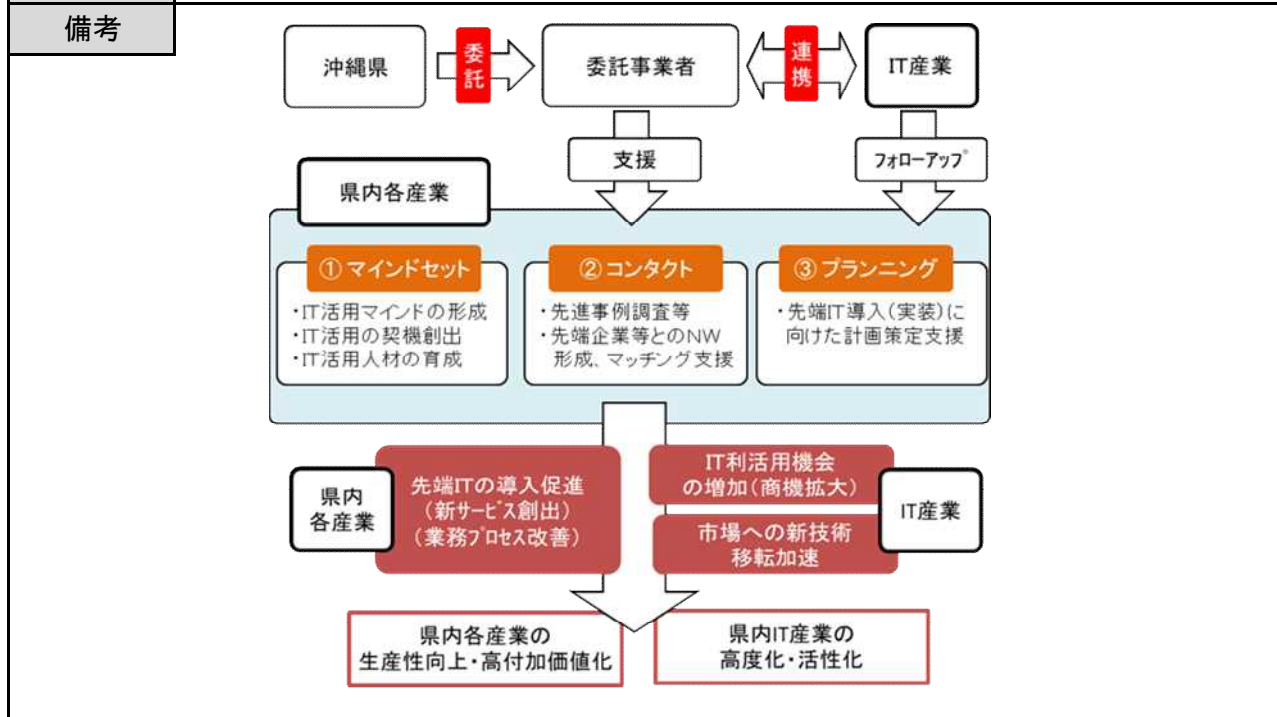 備考
沖縄県
委託
委託事業者
連携
IT産業
支援
フォローアップ
県内各産業
①マインドセット
・IT活用マインドの形成
・IT活用の契機創出
・IT活用人材の育成
②コンタクト
・先進事例調査等
・先端企業等とのNW
形成、マッチング支援
③プランニング
・先端IT導入(実装)に
向けた計画策定支援
県内
各産業
先端ITの導入促進
(新サービス創出)
(業務プロセス改善)
IT利活用機会
の増加(商機拡大)
市場への新技術
移転加速
IT産業
県内各産業の
生産性向上・高付加価値化
県内IT産業の
高度化・活性化